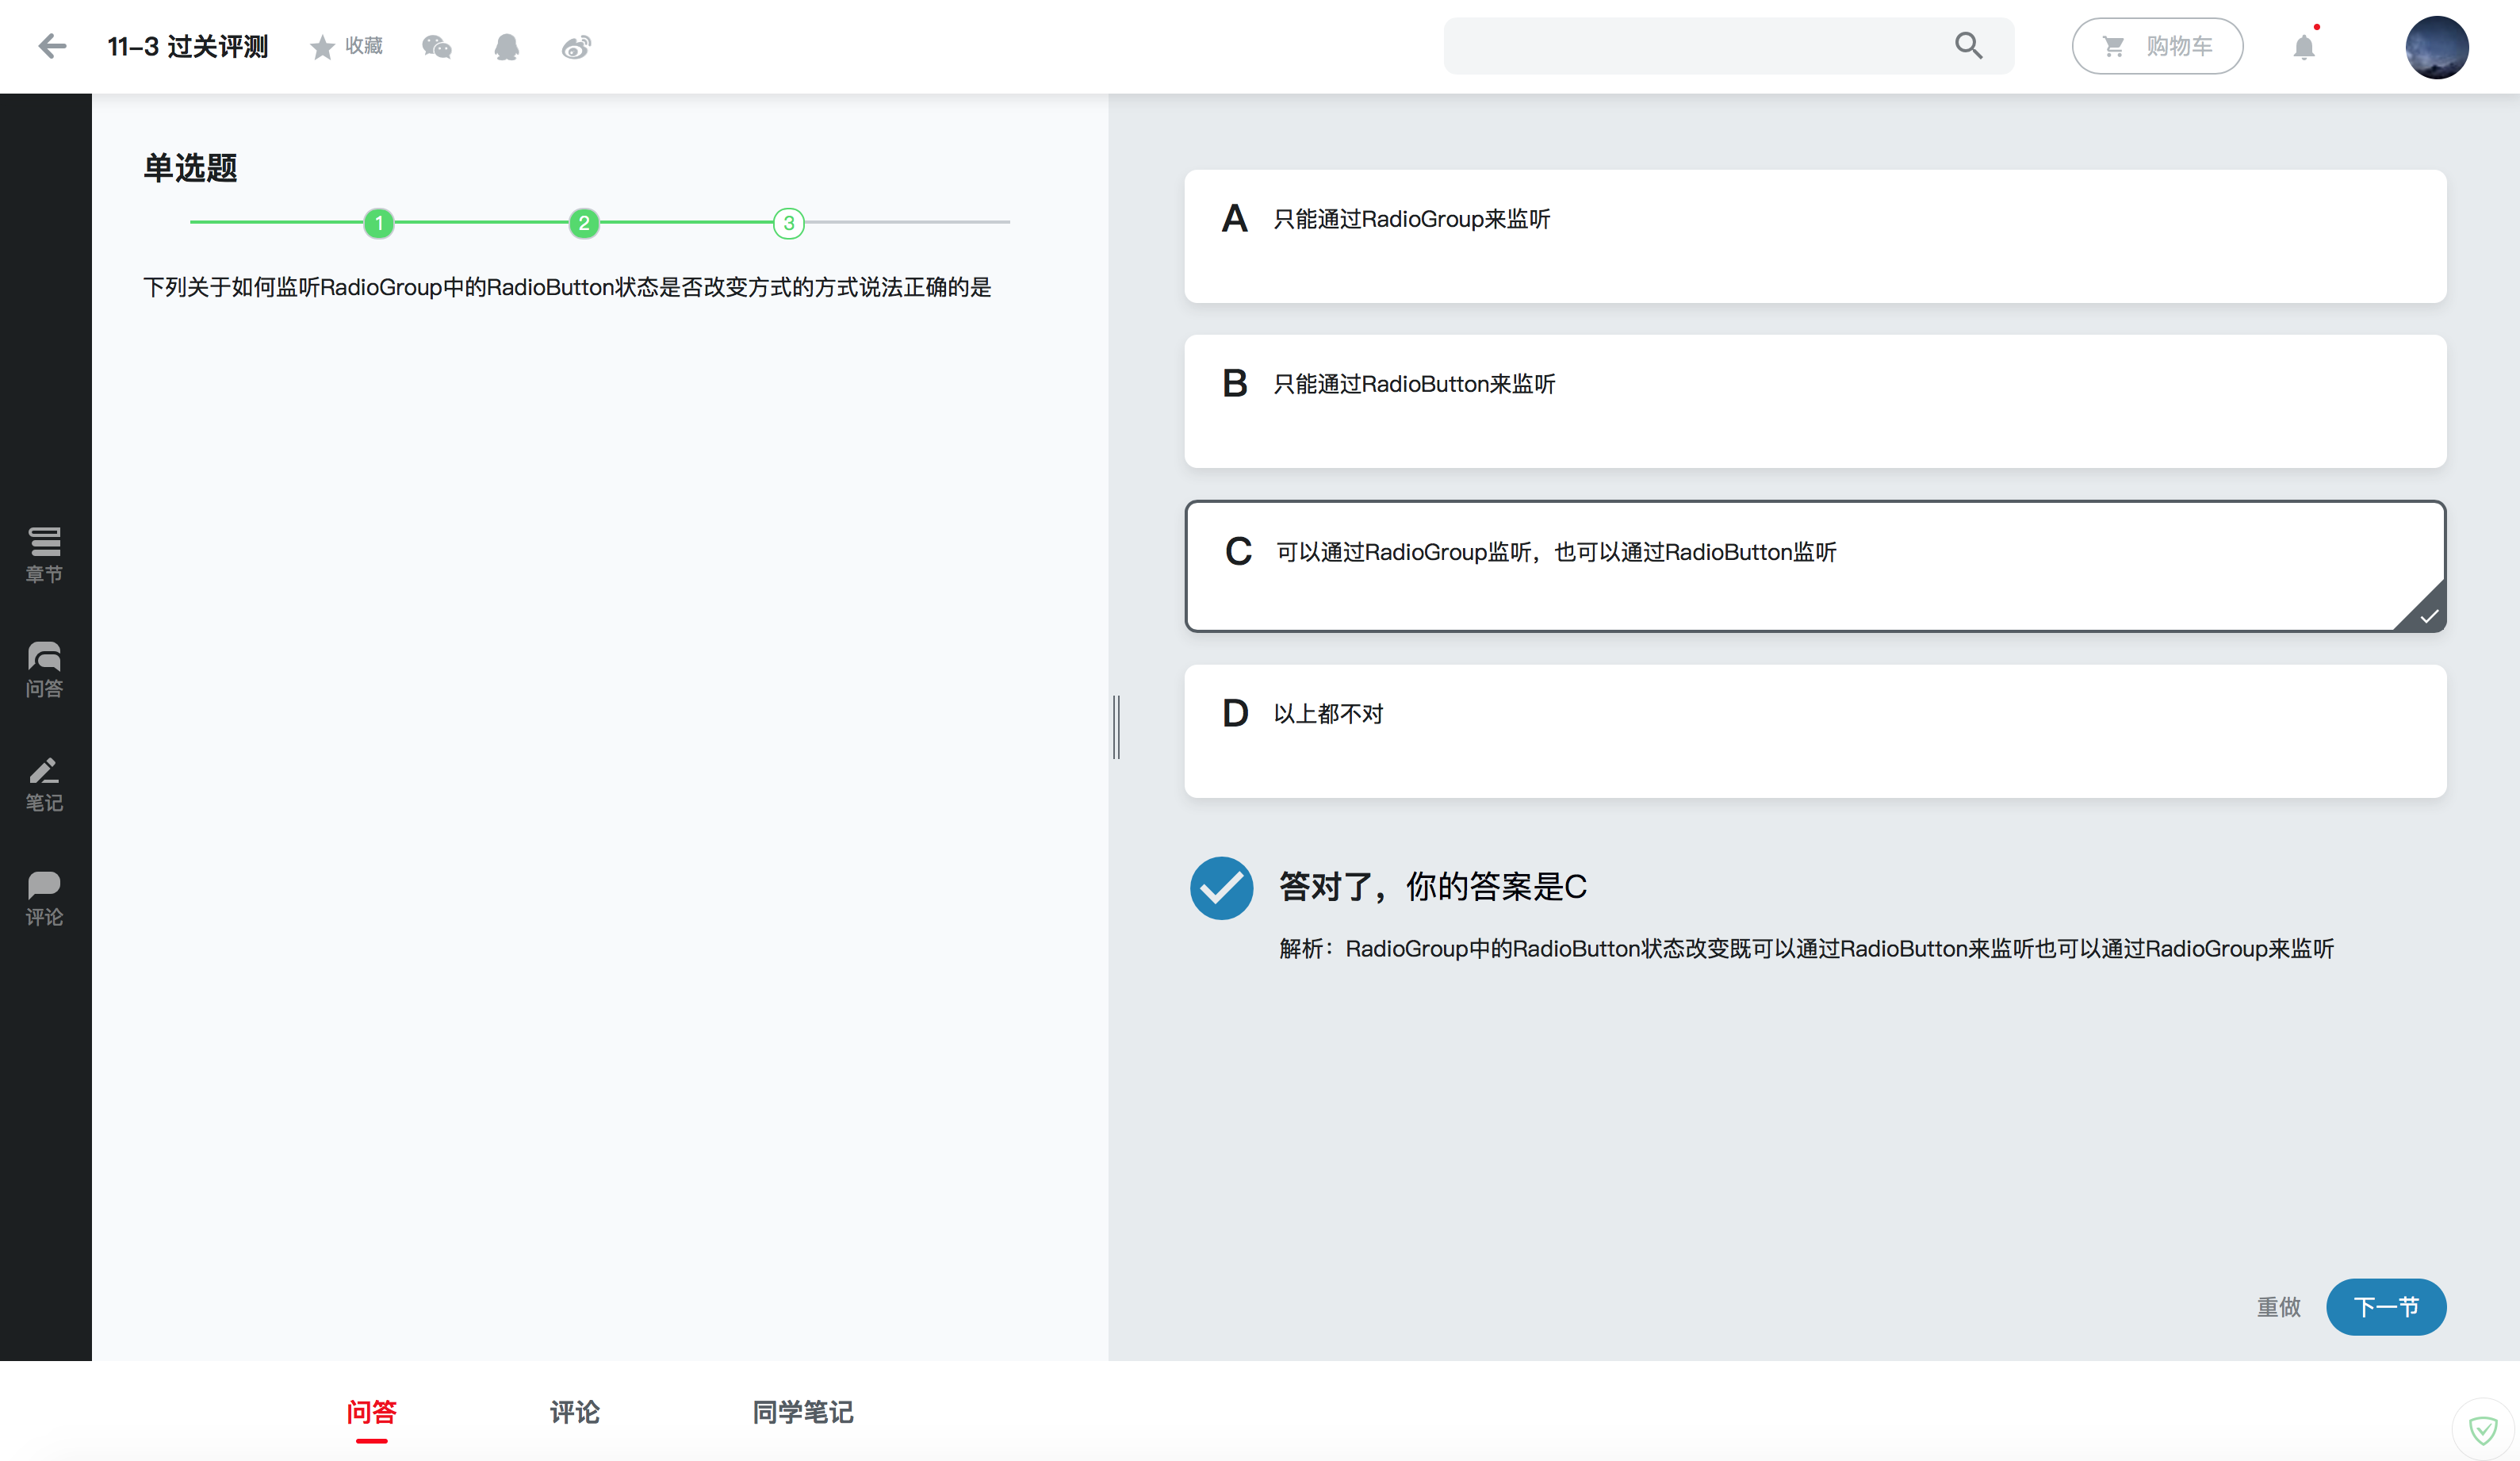 11-3 过关评测 收藏 购物车
单选题
1 2 3
下列关于如何监听RadioGroup中的RadioButton状态是否改变方式的方式说法正确的是
A 只能通过RadioGroup来监听
B 只能通过RadioButton来监听
C 可以通过RadioGroup监听，也可以通过RadioButton监听
D 以上都不对
答对了，你的答案是C
解析：RadioGroup中的RadioButton状态改变既可以通过RadioButton来监听也可以通过RadioGroup来监听
章节
问答
笔记
评论
重做 下一节
问答 评论 同学笔记